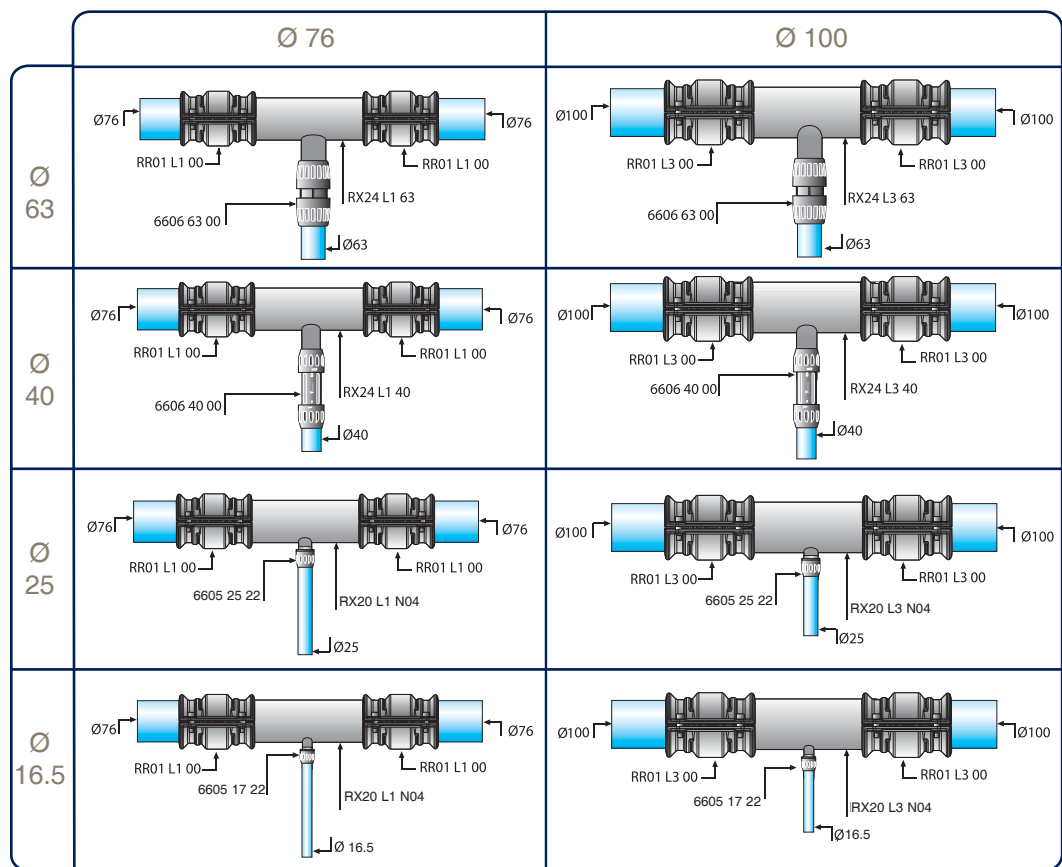 Ø 76
Ø 100
Ø
63
Ø76
Ø76
RR01 L1 00
RR01 L1 00
RX24 L1 63
6606 63 00
Ø63
Ø100
Ø100
RR01 L3 00
RR01 L3 00
RX24 L3 63
6606 63 00
Ø63
Ø
40
Ø76
Ø76
RR01 L1 00
RR01 L1 00
RX24 L1 40
6606 40 00
Ø40
Ø100
Ø100
RR01 L3 00
RR01 L3 00
RX24 L3 40
6606 40 00
Ø40
Ø
25
Ø76
Ø76
RR01 L1 00
RR01 L1 00
6605 25 22
RX20 L1 N04
Ø25
Ø100
Ø100
RR01 L3 00
RR01 L3 00
6605 25 22
RX20 L3 N04
Ø25
Ø
16.5
Ø76
Ø76
RR01 L1 00
RR01 L1 00
6605 17 22
RX20 L1 N04
Ø 16.5
Ø100
Ø100
RR01 L3 00
RR01 L3 00
6605 17 22
RX20 L3 N04
Ø16.5